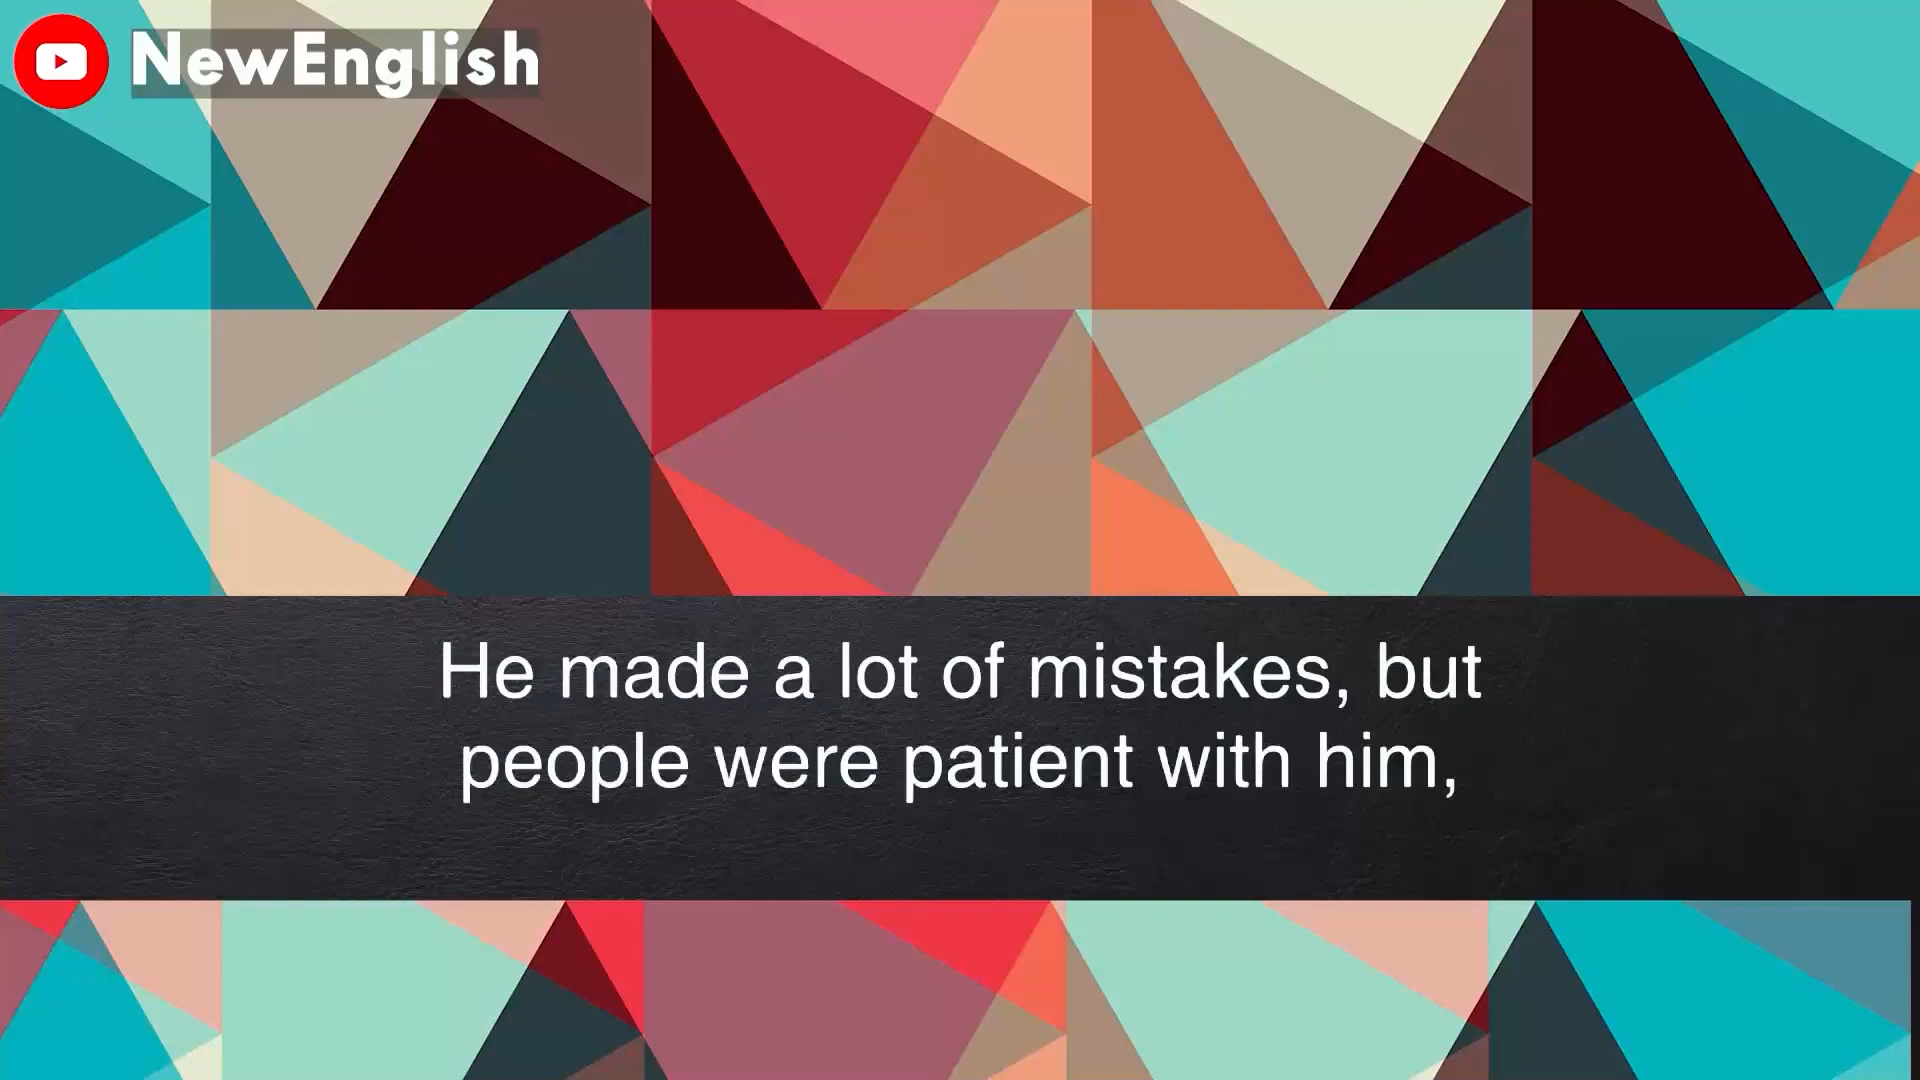 NewEnglish
He made a lot of mistakes, but
people were patient with him,